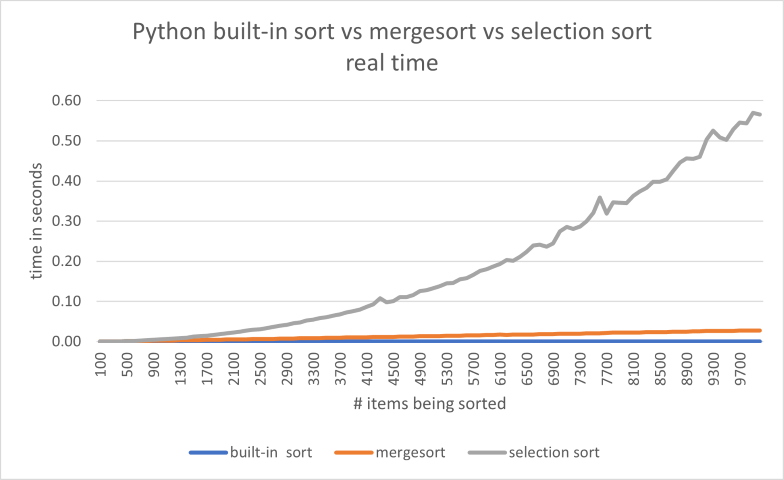 Python built-in sort vs mergesort vs selection sort
real time
0.60
0.50
0.40
0.30
0.20
0.10
0.00
time in seconds
100 500 900 1300 1700 2100 2500 2900 3300 3700 4100 4500 4900 5300 5700 6100 6500 6900 7300 7700 8100 8500 8900 9300 9700
# items being sorted
built-in sort mergesort selection sort